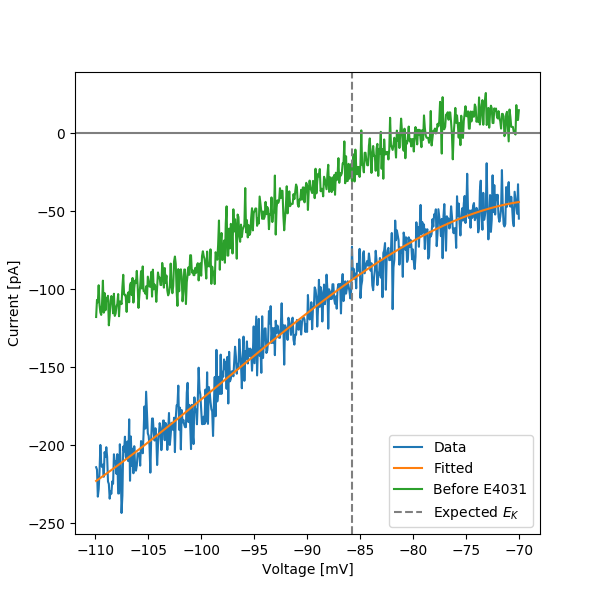 Current [pA]
0
−50
−100
−150
−200
−250
−110
−105
−100
−95
−90
−85
−80
−75
−70
Voltage [mV]
Data
Fitted
Before E4031
Expected E_K